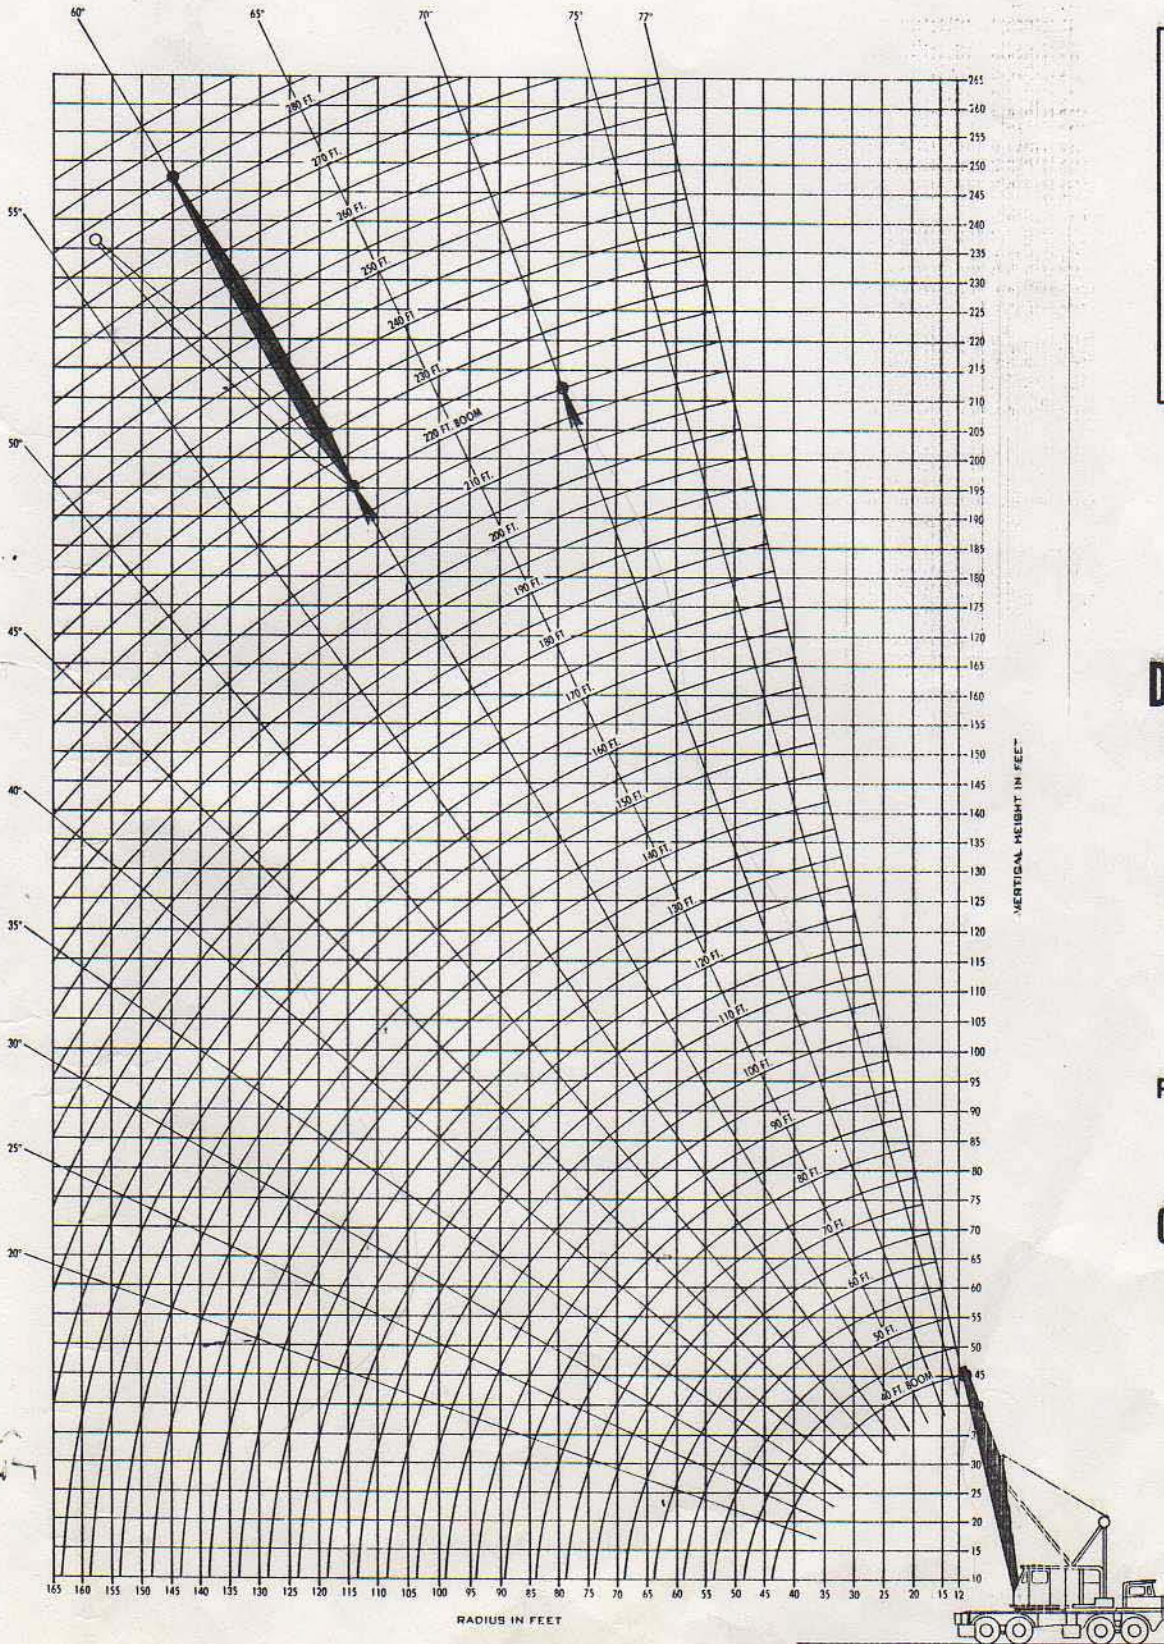 60° 65° 70° 75° 77°
55°
50°
45°
40°
35°
30°
25°
20°
280 FT.
270 FT.
260 FT.
250 FT.
240 FT
230 FT.
220 FT. BOOM
210 FT.
200 FT.
190 FT.
180 FT
170 FT.
160 FT.
150 FT.
140 FT.
130 FT.
120 FT.
110 FT.
100 FT.
90 FT.
80 FT.
70 FT.
60 FT.
50 FT.
40 FT. BOOM
265
260
255
250
245
240
235
230
225
220
215
210
205
200
195
190
185
180
175
170
165
160
155
150
145
140
135
130
125
120
115
110
105
100
95
90
85
80
75
70
65
60
55
50
45
30
25
20
15
10
VERTICAL HEIGHT IN FEET
165 160 155 150 145 140 135 130 125 120 115 110 105 100 95 90 85 80 75 70 65 60 55 50 45 40 35 30 25 20 15 12
RADIUS IN FEET